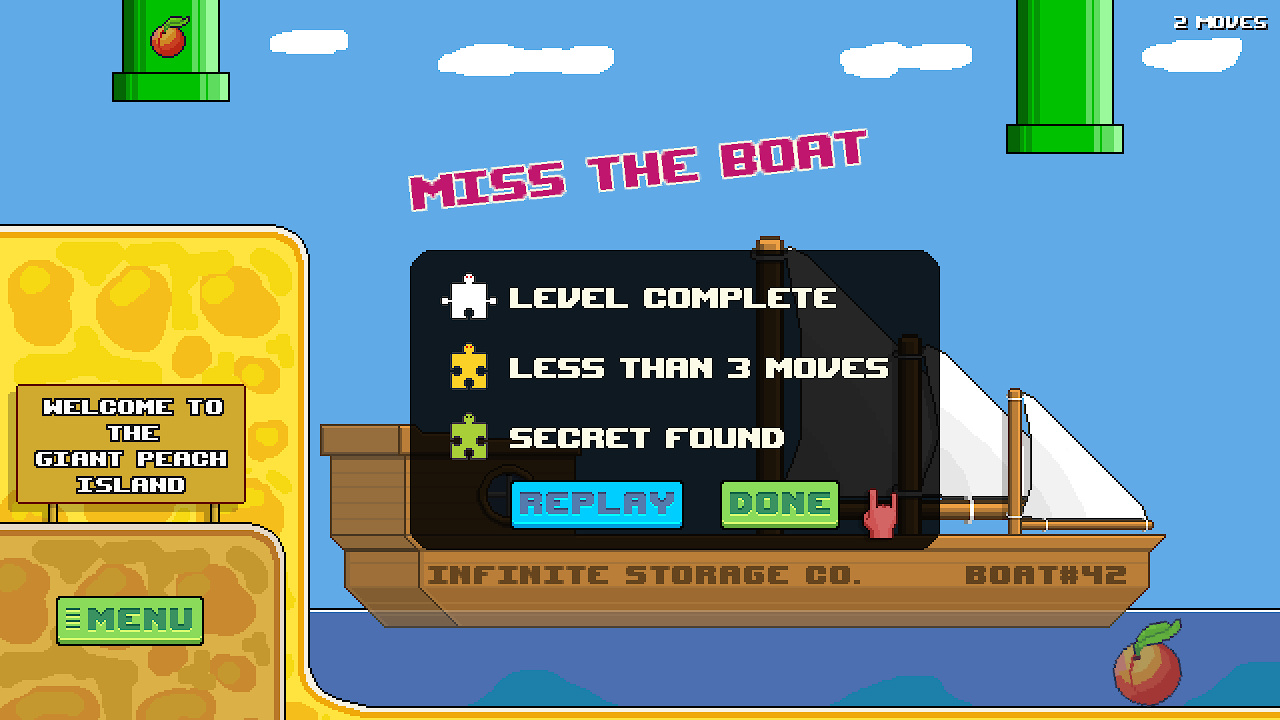 2 MOVES
MISS THE BOAT
LEVEL COMPLETE
LESS THAN 3 MOVES
SECRET FOUND
REPLAY
DONE
WELCOME TO
THE
GIANT PEACH
ISLAND
MENU
INFINITE STORAGE CO.
BOAT#42